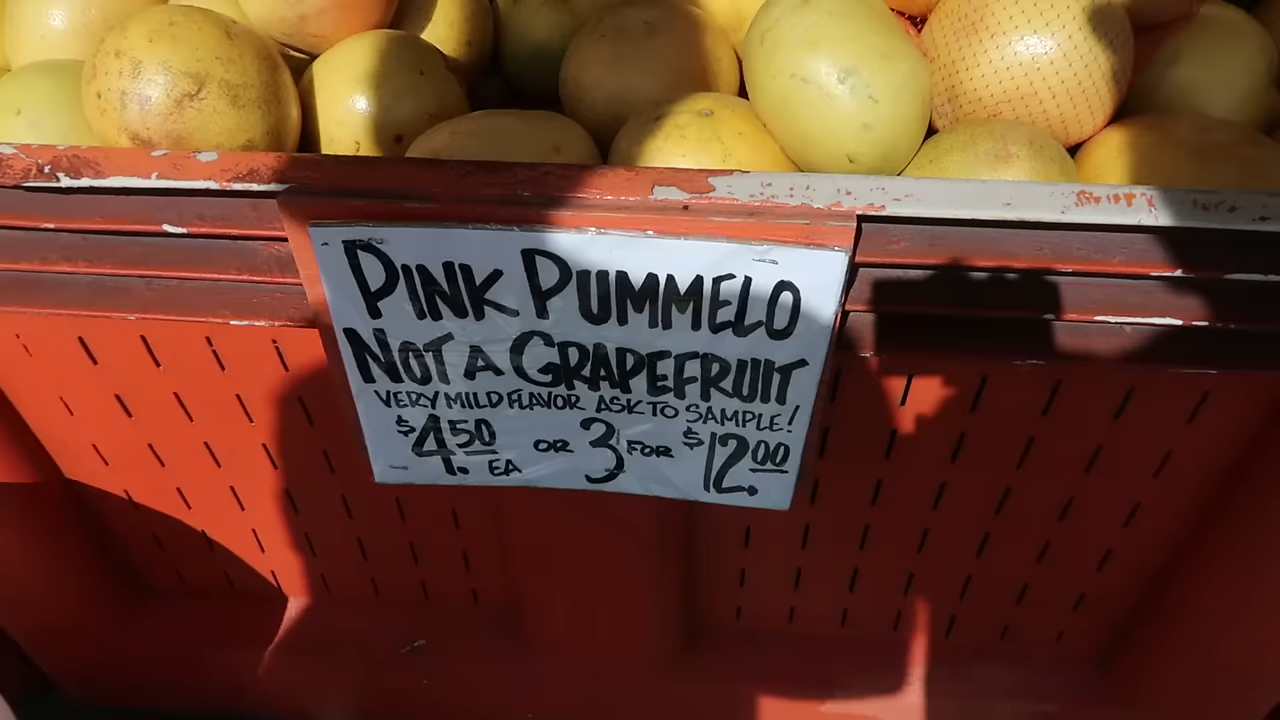 PINK PUMMELO
NOT A GRAPEFRUIT
VERY MILD FLAVOR ASK TO SAMPLE!
$4.50 EA OR 3 FOR $12.00